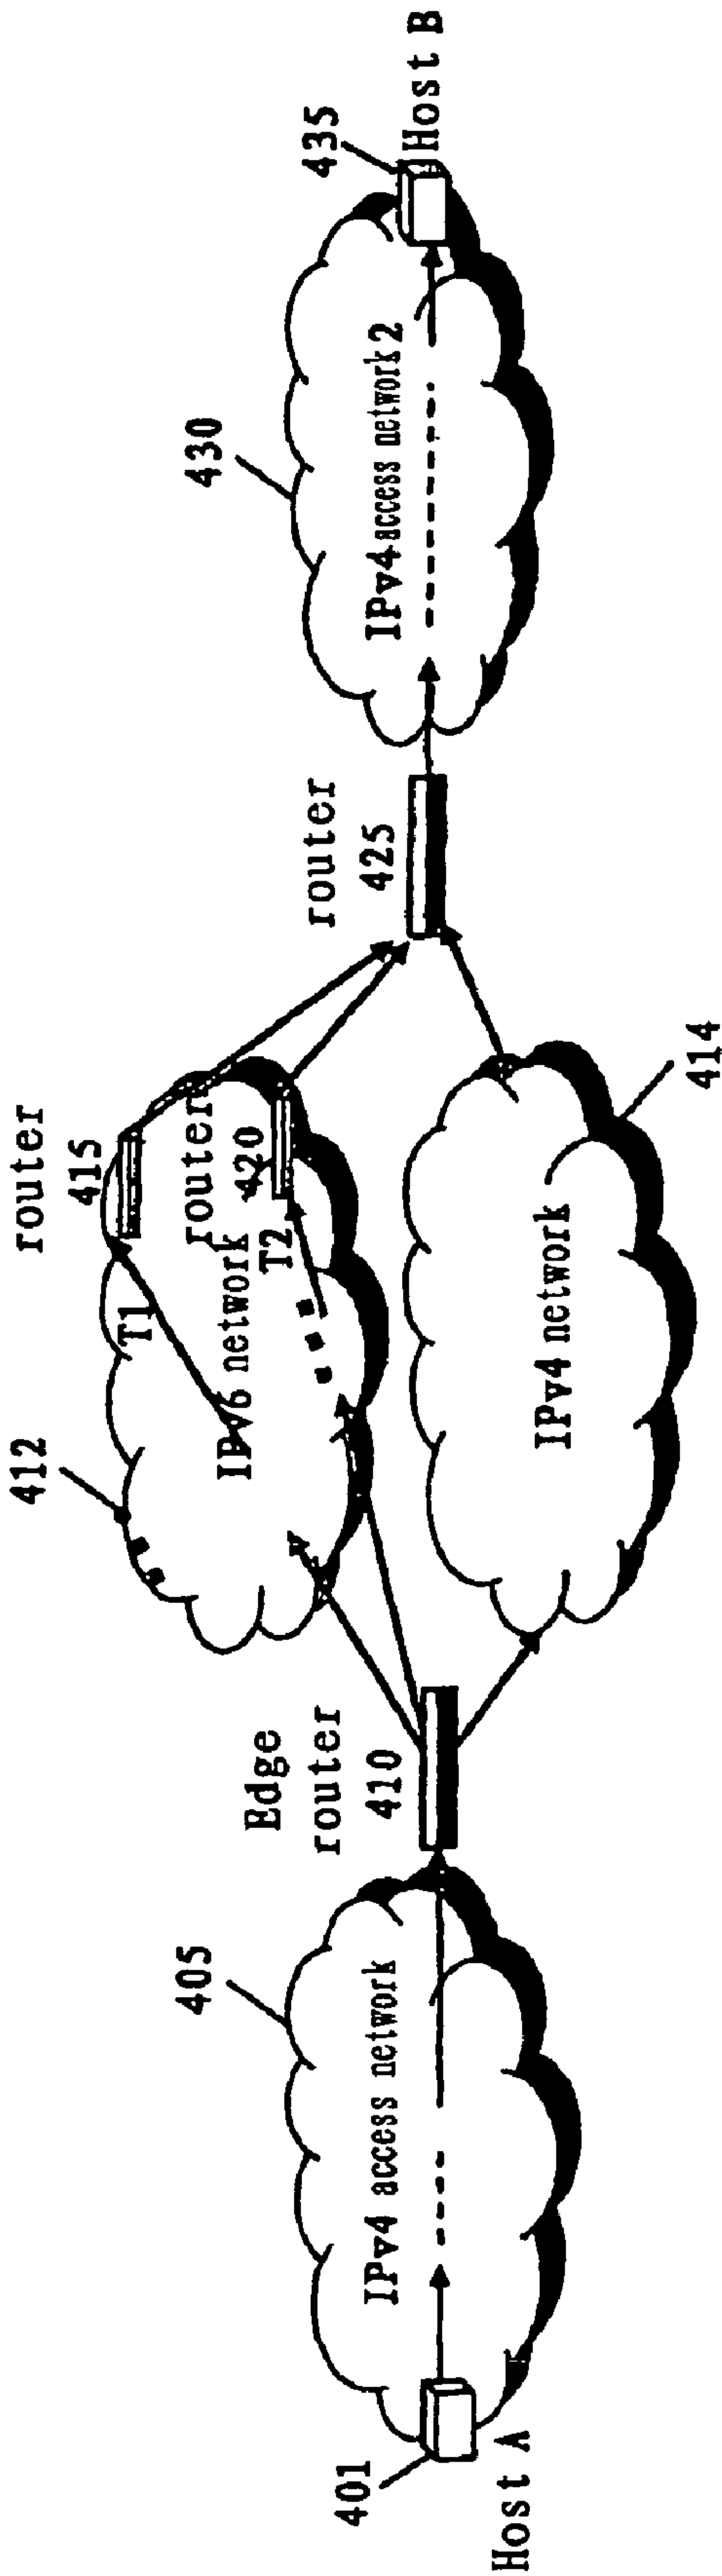 Host A
401
IPv4 access network
405
Edge
router
410
412
IPv6 network
T1
router
415
T2
router
420
IPv4 network
414
router
425
IPv4 access network 2
430
435
Host B